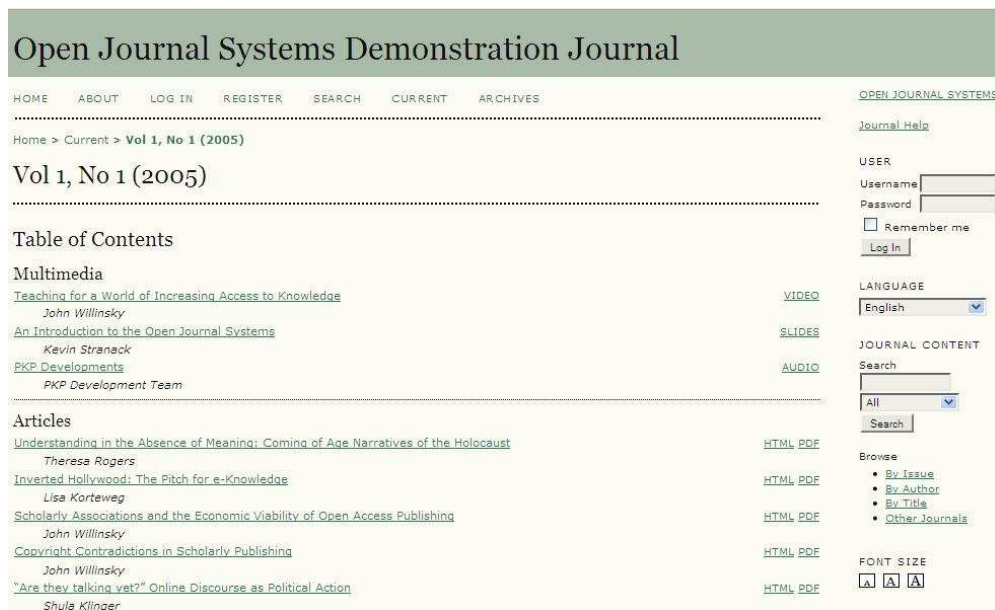 Open Journal Systems Demonstration Journal
HOME ABOUT LOG IN REGISTER SEARCH CURRENT ARCHIVES
Home > Current > Vol 1, No 1 (2005)
Vol 1, No 1 (2005)
Table of Contents
Multimedia
Teaching for a World of Increasing Access to Knowledge VIDEO
John Willinsky
An Introduction to the Open Journal Systems SLIDES
Kevin Stranack
PKP Developments AUDIO
PKP Development Team
Articles
Understanding in the Absence of Meaning: Coming of Age Narratives of the Holocaust HTML PDF
Theresa Rogers
Inverted Hollywood: The Pitch for e-Knowledge HTML PDF
Lisa Korteweg
Scholarly Associations and the Economic Viability of Open Access Publishing HTML PDF
John Willinsky
Copyright Contradictions in Scholarly Publishing HTML PDF
John Willinsky
"Are they talking yet?" Online Discourse as Political Action HTML PDF
Shula Klinger
OPEN JOURNAL SYSTEMS
Journal Help
USER
Username
Password
Remember me
Log In
LANGUAGE
English
JOURNAL CONTENT
Search
All
Search
Browse
• By Issue
• By Author
• By Title
• Other Journals
FONT SIZE
A A A